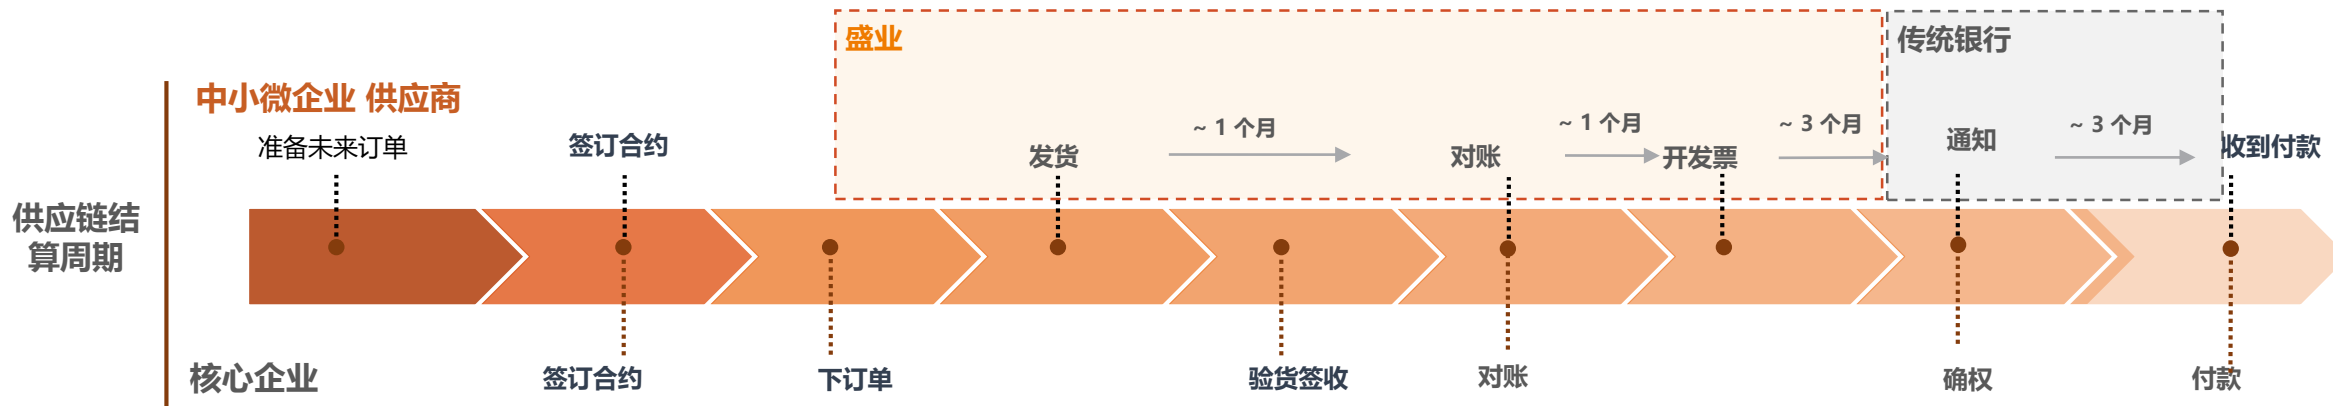 盛业
传统银行
中小微企业 供应商
准备未来订单
签订合约
发货
~ 1 个月
对账
~ 1 个月
开发票
~ 3 个月
通知
~ 3 个月
收到付款
供应链结
算周期
核心企业
签订合约
下订单
验货签收
对账
确权
付款